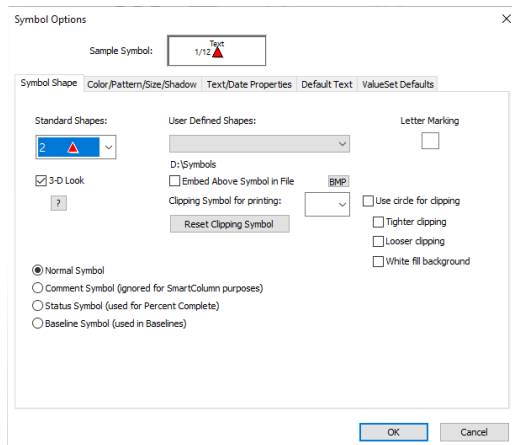 Symbol Options
Sample Symbol:
Text
1/12
Symbol Shape Color/Pattern/Size/Shadow Text/Date Properties Default Text ValueSet Defaults
Standard Shapes: User Defined Shapes: Letter Marking
2
D:\Symbols
3-D Look Embed Above Symbol in File BMP
? Clipping Symbol for printing: Use circle for clipping
Reset Clipping Symbol Tighter clipping
Looser clipping
White fill background
Normal Symbol
Comment Symbol (ignored for SmartColumn purposes)
Status Symbol (used for Percent Complete)
Baseline Symbol (used in Baselines)
OK Cancel